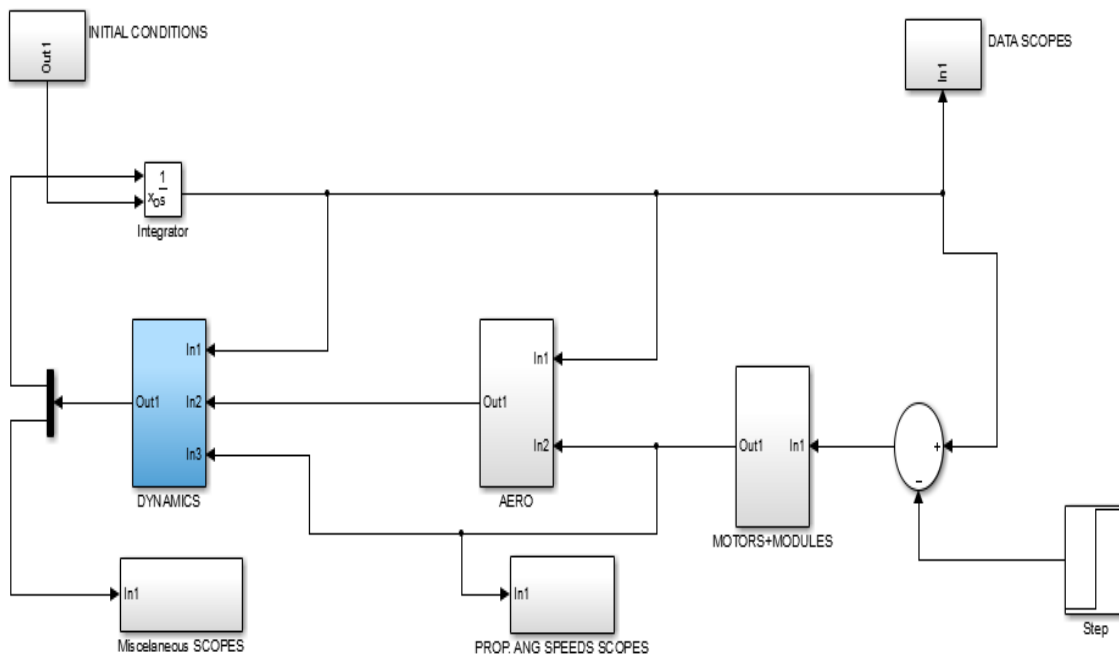 INITIAL CONDITIONS
Out1
DATA SCOPES
In1
1
xos
Integrator
In1
Out1
In2
In3
DYNAMICS
In1
Out1
In2
AERO
Out1
In1
MOTORS+MODULES
+
−
Step
In1
Miscelaneous SCOPES
In1
PROP. ANG SPEEDS SCOPES